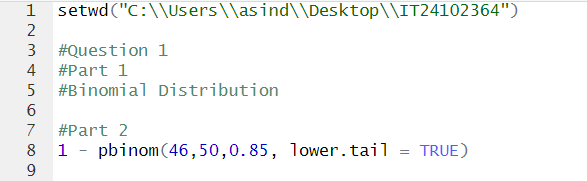 1 setwd("C:\\Users\\asind\\Desktop\\IT24102364")
2
3 #Question 1
4 #Part 1
5 #Binomial Distribution
6
7 #Part 2
8 1 - pbinom(46,50,0.85, lower.tail = TRUE)
9